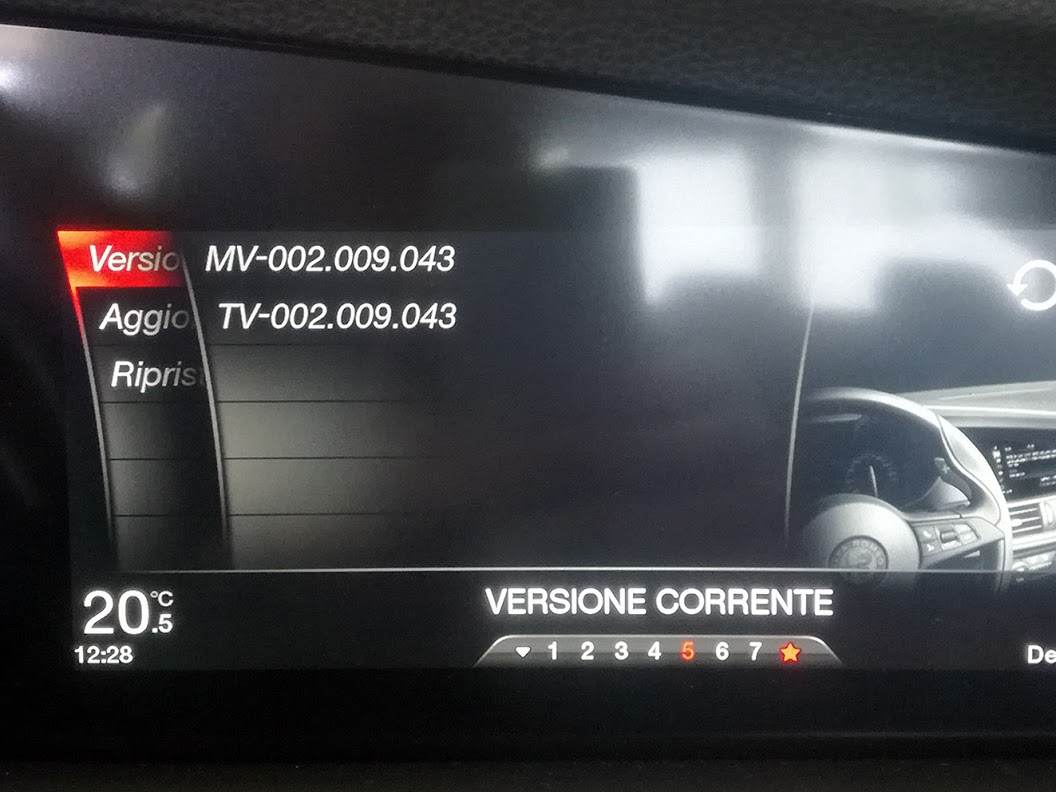 Versio MV-002.009.043
Aggio TV-002.009.043
Ripris
20.5 °C
12:28
VERSIONE CORRENTE
1 2 3 4 5 6 7
De